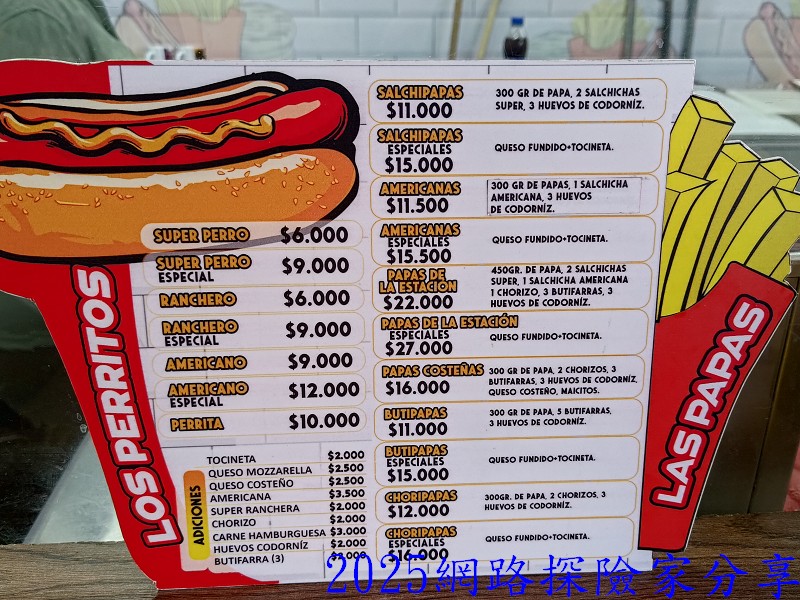 LOS PERRITOS
SUPER PERRO $6.000
SUPER PERRO
ESPECIAL $9.000
RANCHERO $6.000
RANCHERO
ESPECIAL $9.000
AMERICANO $9.000
AMERICANO
ESPECIAL $12.000
PERRITA $10.000
ADICIONES
TOCINETA $2.000
QUESO MOZZARELLA $2.500
QUESO COSTEÑO $2.500
AMERICANA $3.500
SUPER RANCHERA $2.000
CHORIZO $2.000
CARNE HAMBURGUESA $3.000
HUEVOS CODORNÍZ $2.000
BUTIFARRA (3) $2.000
SALCHIPAPAS
$11.000
300 GR DE PAPA, 2 SALCHICHAS
SUPER, 3 HUEVOS DE CODORNÍZ.
SALCHIPAPAS
ESPECIALES
$15.000
QUESO FUNDIDO+TOCINETA.
AMERICANAS
$11.500
300 GR DE PAPAS, 1 SALCHICHA
AMERICANA, 3 HUEVOS
DE CODORNÍZ.
AMERICANAS
ESPECIALES
$15.500
QUESO FUNDIDO+TOCINETA.
PAPAS DE
LA ESTACIÓN
$22.000
450GR. DE PAPA, 2 SALCHICHAS
SUPER, 1 SALCHICHA AMERICANA
1 CHORIZO, 3 BUTIFARRAS, 3
HUEVOS DE CODORNÍZ.
PAPAS DE LA ESTACIÓN
ESPECIALES
$27.000
QUESO FUNDIDO+TOCINETA.
PAPAS COSTEÑAS
$16.000
300 GR DE PAPA, 2 CHORIZOS, 3
BUTIFARRAS, 3 HUEVOS DE CODORNÍZ,
QUESO COSTEÑO, MAICITOS.
BUTIPAPAS
$11.000
300 GR DE PAPA, 5 BUTIFARRAS,
3 HUEVOS DE CODORNÍZ.
BUTIPAPAS
ESPECIALES
$15.000
QUESO FUNDIDO+TOCINETA.
CHORIPAPAS
$12.000
300GR. DE PAPA, 2 CHORIZOS, 3
HUEVOS DE CODORNÍZ.
CHORIPAPAS
ESPECIALES
$16.000
QUESO FUNDIDO+TOCINETA.
LAS PAPAS
2025網路探險家分享